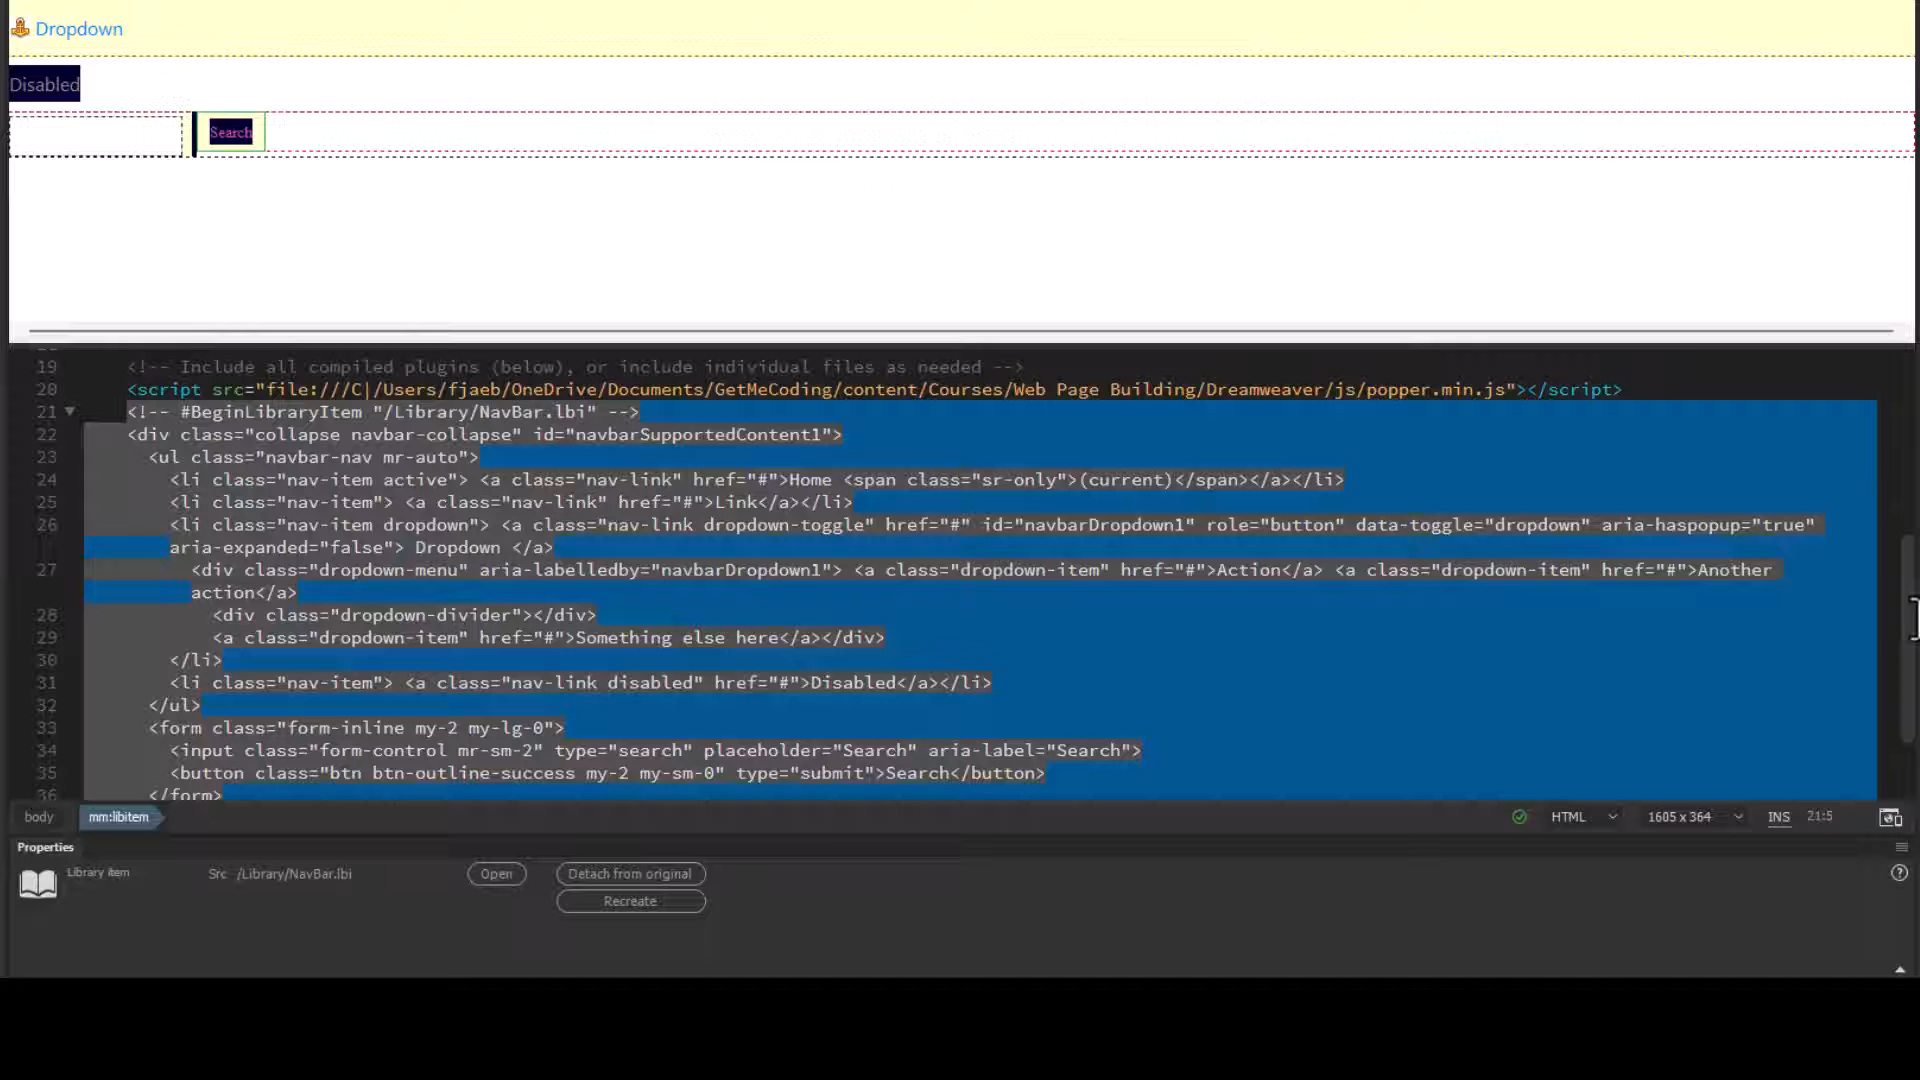 Dropdown
Disabled
Search
19 <!-- Include all compiled plugins (below), or include individual files as needed -->
20 <script src="file:///C|/Users/fjaeb/OneDrive/Documents/GetMeCoding/content/Courses/Web Page Building/Dreamweaver/js/popper.min.js"></script>
21 <!-- #BeginLibraryItem "/Library/NavBar.lbi" -->
22 <div class="collapse navbar-collapse" id="navbarSupportedContent1">
23 <ul class="navbar-nav mr-auto">
24 <li class="nav-item active"> <a class="nav-link" href="#">Home <span class="sr-only">(current)</span></a></li>
25 <li class="nav-item"> <a class="nav-link" href="#">Link</a></li>
26 <li class="nav-item dropdown"> <a class="nav-link dropdown-toggle" href="#" id="navbarDropdown1" role="button" data-toggle="dropdown" aria-haspopup="true"
aria-expanded="false"> Dropdown </a>
27 <div class="dropdown-menu" aria-labelledby="navbarDropdown1"> <a class="dropdown-item" href="#">Action</a> <a class="dropdown-item" href="#">Another
action</a>
28 <div class="dropdown-divider"></div>
29 <a class="dropdown-item" href="#">Something else here</a></div>
30 </li>
31 <li class="nav-item"> <a class="nav-link disabled" href="#">Disabled</a></li>
32 </ul>
33 <form class="form-inline my-2 my-lg-0">
34 <input class="form-control mr-sm-2" type="search" placeholder="Search" aria-label="Search">
35 <button class="btn btn-outline-success my-2 my-sm-0" type="submit">Search</button>
36 </form>
body mm:libitem HTML 1605 x 364 INS 21:5
Properties
Library item Src /Library/NavBar.lbi Open Detach from original
Recreate